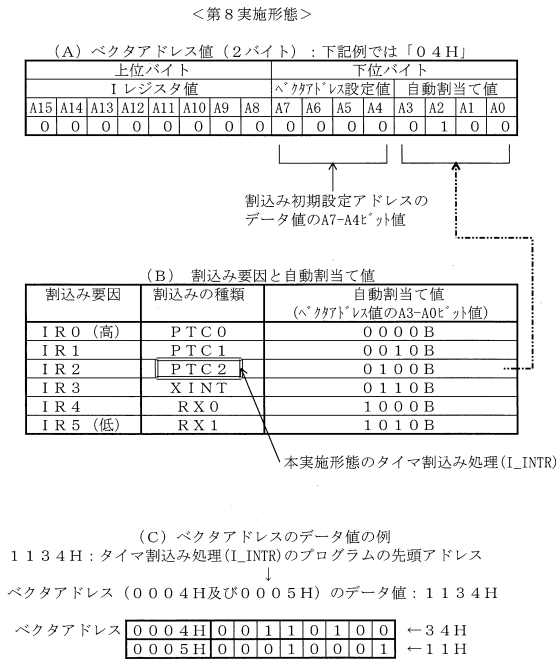 ＜第８実施形態＞
（Ａ）ベクタアドレス値（２バイト）：下記例では「０４Ｈ」
上位バイト 下位バイト
Ｉレジスタ値 ﾍﾞｸﾀｱﾄﾞﾚｽ設定値 自動割当て値
A15 A14 A13 A12 A11 A10 A9 A8 A7 A6 A5 A4 A3 A2 A1 A0
０ ０ ０ ０ ０ ０ ０ ０ ０ ０ ０ ０ ０ １ ０ ０
割込み初期設定アドレスの
データ値のA7-A4ﾋﾞｯﾄ値
（Ｂ） 割込み要因と自動割当て値
割込み要因 割込みの種類 自動割当て値
(ﾍﾞｸﾀｱﾄﾞﾚｽ値のA3-A0ﾋﾞｯﾄ値)
ＩＲ０（高） ＰＴＣ０ ００００Ｂ
ＩＲ１ ＰＴＣ１ ００１０Ｂ
ＩＲ２ ＰＴＣ２ ０１００Ｂ
ＩＲ３ ＸＩＮＴ ０１１０Ｂ
ＩＲ４ ＲＸ０ １０００Ｂ
ＩＲ５（低） ＲＸ１ １０１０Ｂ
本実施形態のタイマ割込み処理(I_INTR)
（Ｃ）ベクタアドレスのデータ値の例
１１３４Ｈ：タイマ割込み処理(I_INTR)のプログラムの先頭アドレス
↓
ベクタアドレス（０００４Ｈ及び０００５Ｈ）のデータ値：１１３４Ｈ
ベクタアドレス ０００４Ｈ ０ ０ １ １ ０ １ ０ ０ ←３４Ｈ
０００５Ｈ ０ ０ ０ １ ０ ０ ０ １ ←１１Ｈ